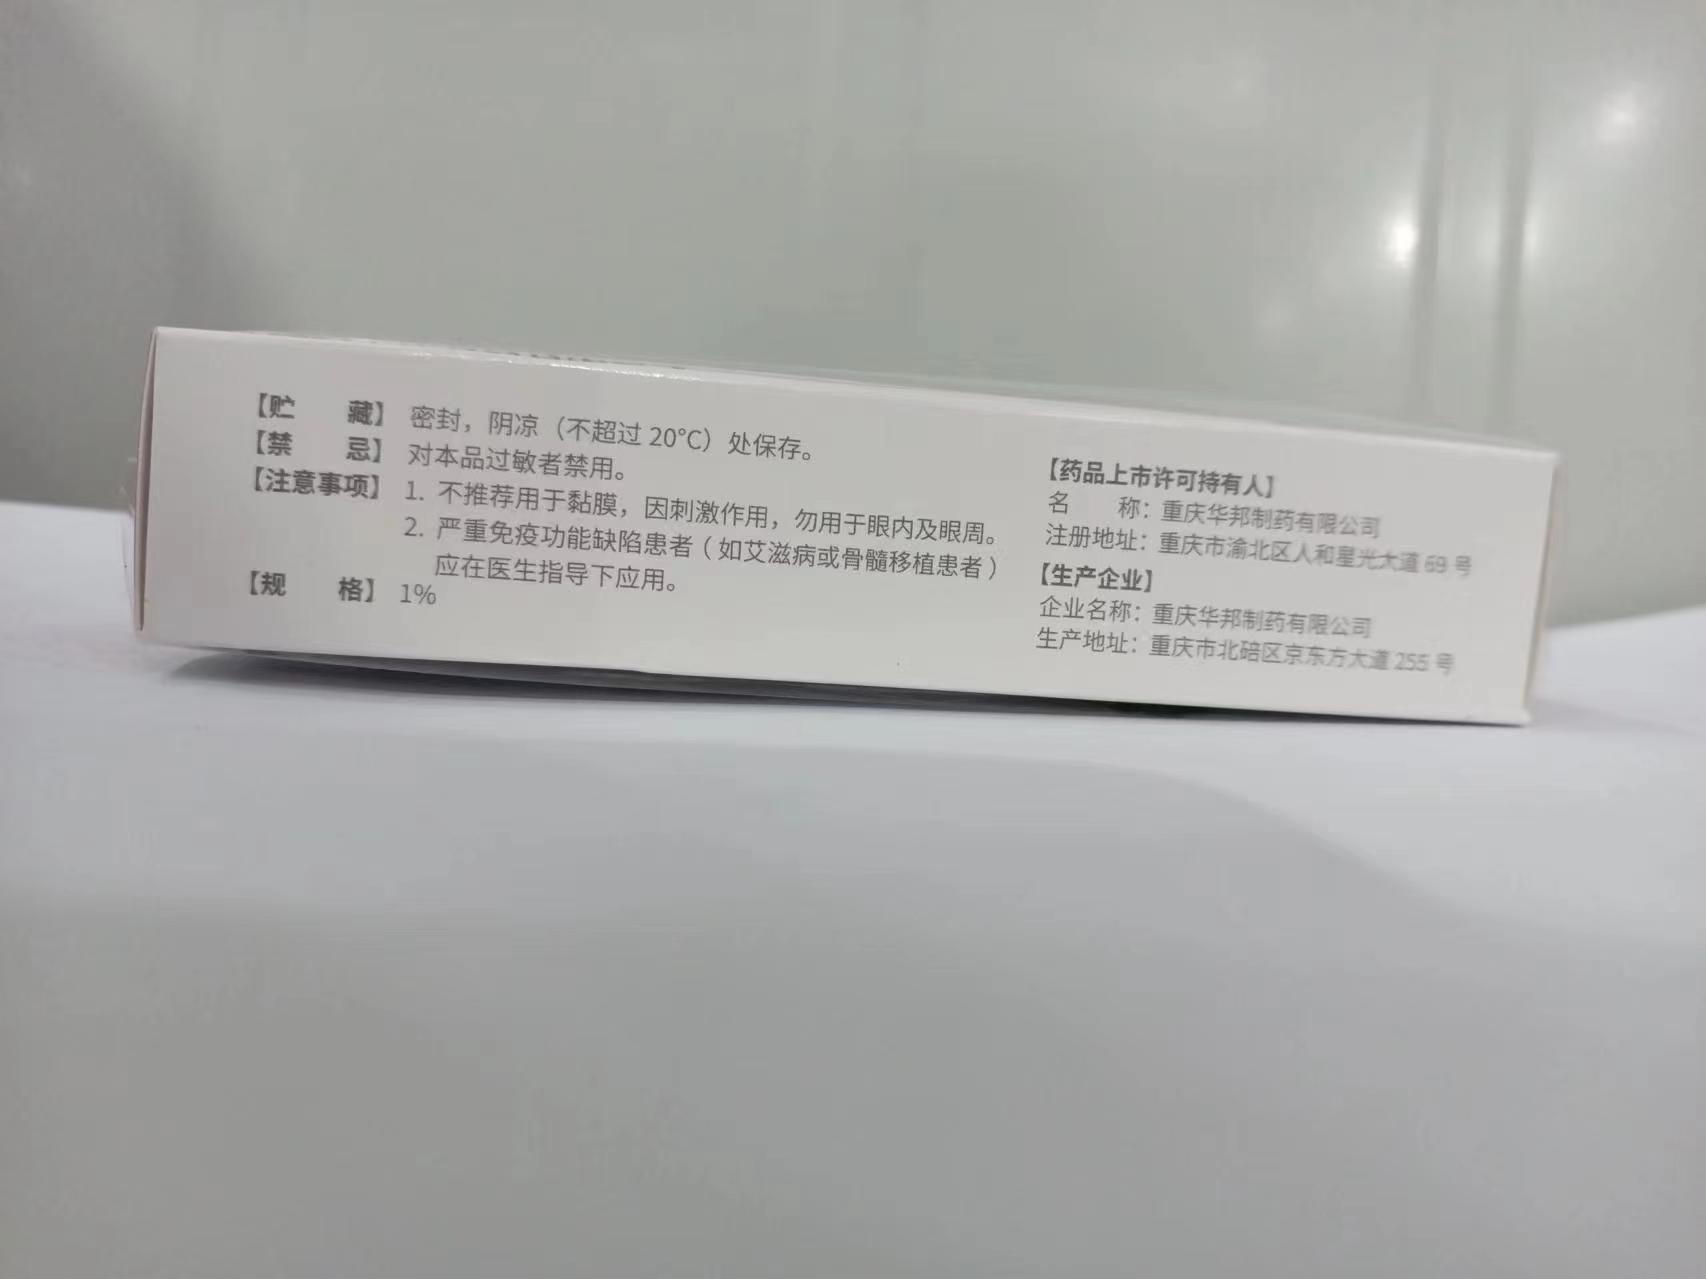 【贮　　藏】 密封，阴凉（不超过 20℃）处保存。
【禁　　忌】 对本品过敏者禁用。
【注意事项】 1. 不推荐用于黏膜，因刺激作用，勿用于眼内及眼周。
2. 严重免疫功能缺陷患者（如艾滋病或骨髓移植患者）
应在医生指导下应用。
【规　　格】 1%
【药品上市许可持有人】
名　　称：重庆华邦制药有限公司
注册地址：重庆市渝北区人和星光大道 69 号
【生产企业】
企业名称：重庆华邦制药有限公司
生产地址：重庆市北碚区京东方大道 255 号